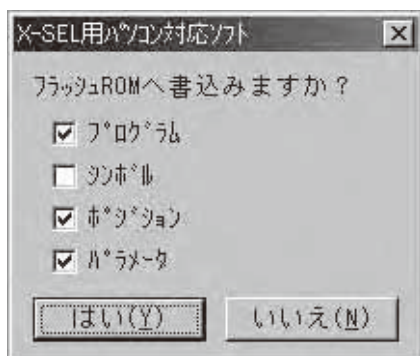 X-SEL用ﾊﾟｿｺﾝ対応ｿﾌﾄ
ﾌﾗｯｼｭROMへ書込みますか？
ﾌﾟﾛｸﾞﾗﾑ
ｼﾝﾎﾞﾙ
ﾎﾟｼﾞｼｮﾝ
ﾊﾟﾗﾒｰﾀ
はい(Y) いいえ(N)